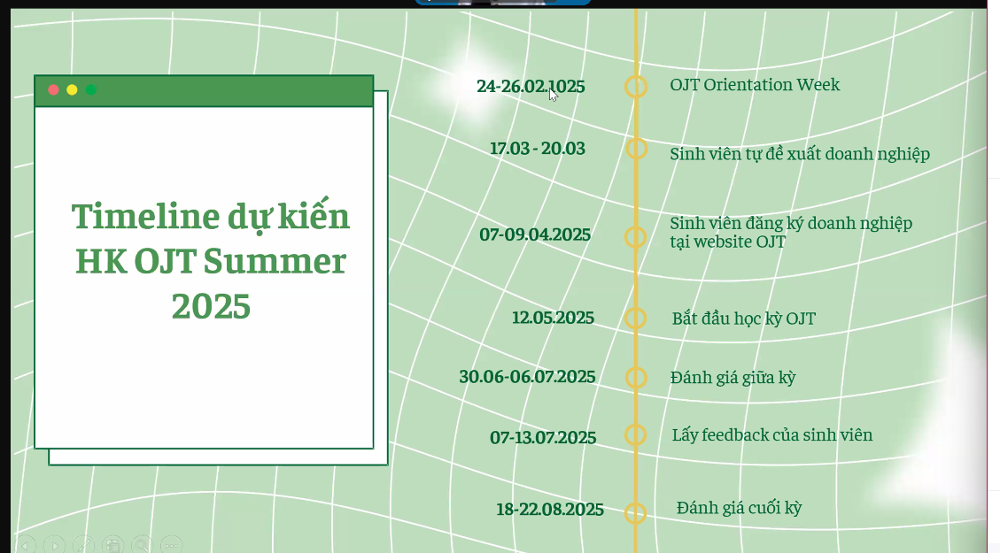 Timeline dự kiến
HK OJT Summer
2025
24-26.02.1025
OJT Orientation Week
17.03 - 20.03
Sinh viên tự đề xuất doanh nghiệp
07-09.04.2025
Sinh viên đăng ký doanh nghiệp
tại website OJT
12.05.2025
Bắt đầu học kỳ OJT
30.06-06.07.2025
Đánh giá giữa kỳ
07-13.07.2025
Lấy feedback của sinh viên
18-22.08.2025
Đánh giá cuối kỳ